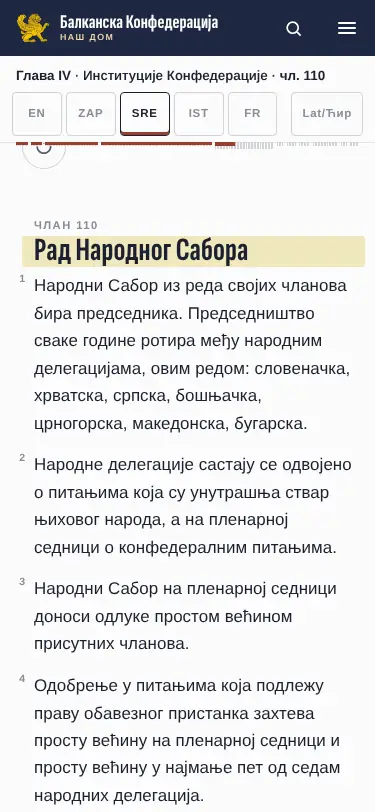 Балканска Конфедерација
НАШ ДОМ
Глава IV · Институције Конфедерације · чл. 110
EN
ZAP
SRE
IST
FR
Lat/Ћир
ЧЛАН 110
Рад Народног Сабора
1
Народни Сабор из реда својих чланова
бира председника. Председништво
сваке године ротира међу народним
делегацијама, овим редом: словеначка,
хрватска, српска, бошњачка,
црногорска, македонска, бугарска.
2
Народне делегације састају се одвојено
о питањима која су унутрашња ствар
њиховог народа, а на пленарној
седници о конфедералним питањима.
3
Народни Сабор на пленарној седници
доноси одлуке простом већином
присутних чланова.
4
Одобрење у питањима која подлежу
праву обавезног пристанка захтева
просту већину на пленарној седници и
просту већину у најмање пет од седам
народних делегација.